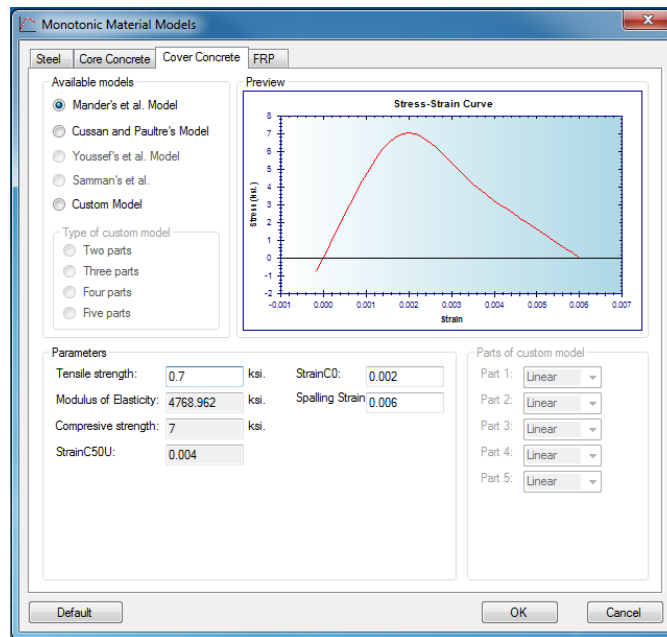 Monotonic Material Models
Steel Core Concrete Cover Concrete FRP
Available models
Mander's et al. Model
Cussan and Paultre's Model
Youssef's et al. Model
Samman's et al.
Custom Model
Type of custom model
Two parts
Three parts
Four parts
Five parts
Preview
Stress-Strain Curve
Stress (ksi.)
8
7
6
5
4
3
2
1
0
-1
-2
-0.001 0.000 0.001 0.002 0.003 0.004 0.005 0.006 0.007
Strain
Parameters
Tensile strength: 0.7 ksi. StrainC0: 0.002
Modulus of Elasticity: 4768.962 ksi. Spalling Strain 0.006
Compresive strength: 7 ksi.
StrainC50U: 0.004
Parts of custom model
Part 1: Linear
Part 2: Linear
Part 3: Linear
Part 4: Linear
Part 5: Linear
Default OK Cancel